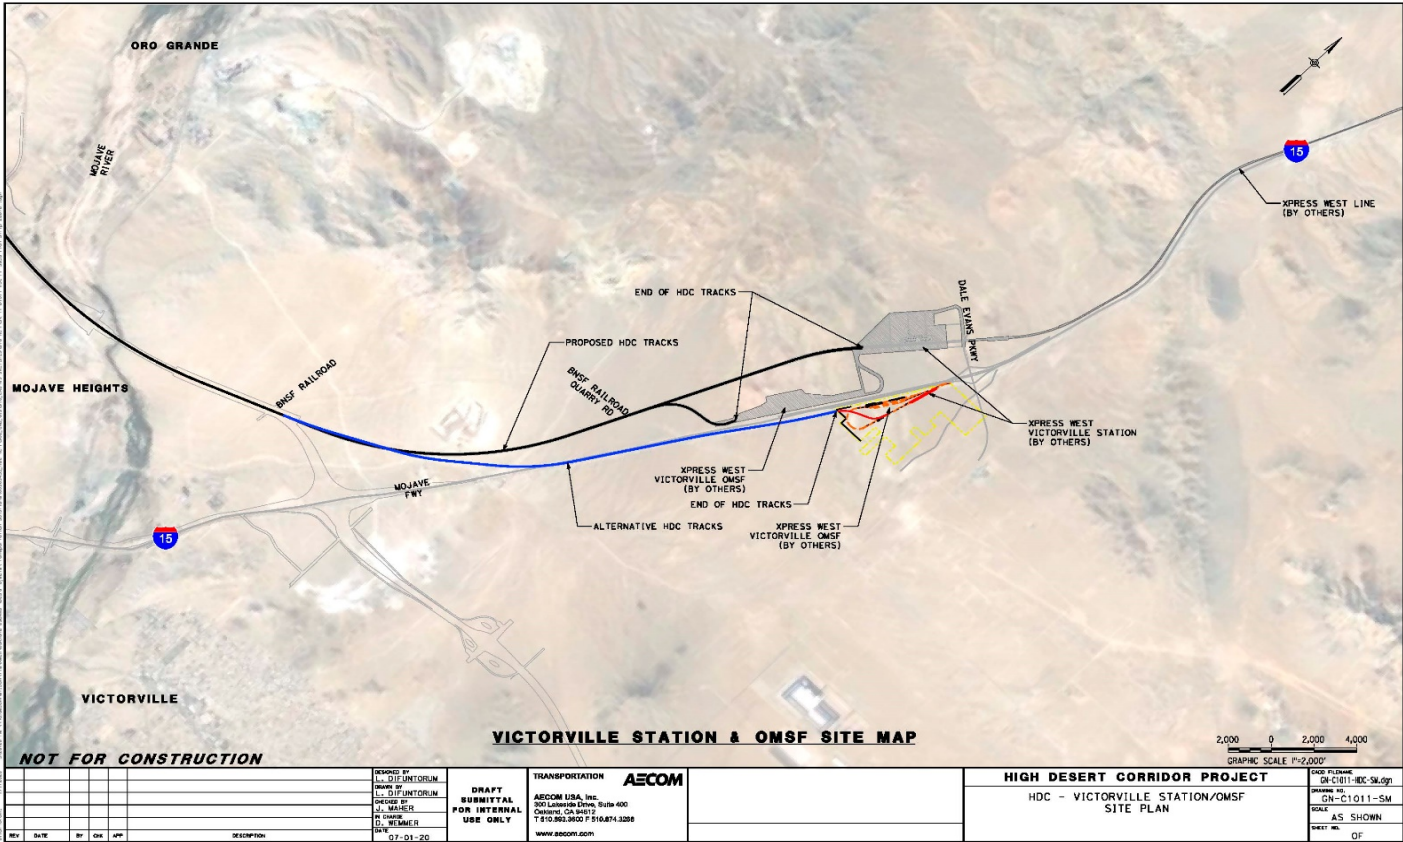 ORO GRANDE
MOJAVE
RIVER
15
XPRESS WEST LINE
(BY OTHERS)
DALE EVANS PKWY
END OF HDC TRACKS
PROPOSED HDC TRACKS
BNSF RAILROAD
BNSF RAILROAD
QUARRY RD
MOJAVE HEIGHTS
XPRESS WEST
VICTORVILLE STATION
(BY OTHERS)
XPRESS WEST
VICTORVILLE OMSF
(BY OTHERS)
MOJAVE
FWY
END OF HDC TRACKS
15
ALTERNATIVE HDC TRACKS
XPRESS WEST
VICTORVILLE OMSF
(BY OTHERS)
VICTORVILLE
VICTORVILLE STATION & OMSF SITE MAP
2,000 0 2,000 4,000
GRAPHIC SCALE 1"=2,000'
NOT FOR CONSTRUCTION
REV DATE BY CHK APP DESCRIPTION
DESIGNED BY
L. DIFUNTORUM
DRAWN BY
L. DIFUNTORUM
CHECKED BY
J. MAHER
IN CHARGE
D. WEMMER
DATE
07-01-20
DRAFT
SUBMITTAL
FOR INTERNAL
USE ONLY
TRANSPORTATION AECOM
AECOM USA, Inc.
300 Lakeside Drive, Suite 400
Oakland, CA 94612
T 510.893.3600 F 510.874.3268
www.aecom.com
HIGH DESERT CORRIDOR PROJECT
HDC - VICTORVILLE STATION/OMSF
SITE PLAN
CADD FILENAME
GN-C1011-HDC-SM.dgn
DRAWING NO.
GN-C1011-SM
SCALE
AS SHOWN
SHEET NO.
OF